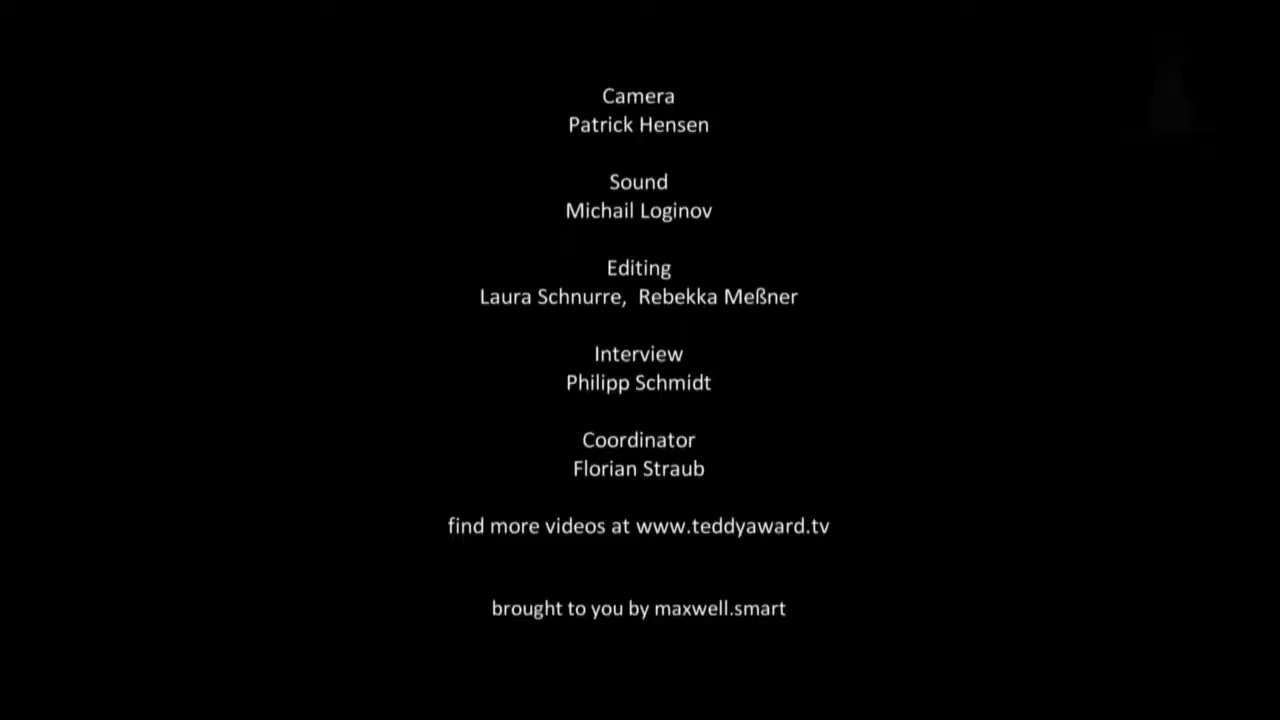 Camera
Patrick Hensen
Sound
Michail Loginov
Editing
Laura Schnurre,  Rebekka Meßner
Interview
Philipp Schmidt
Coordinator
Florian Straub
find more videos at www.teddyaward.tv
brought to you by maxwell.smart